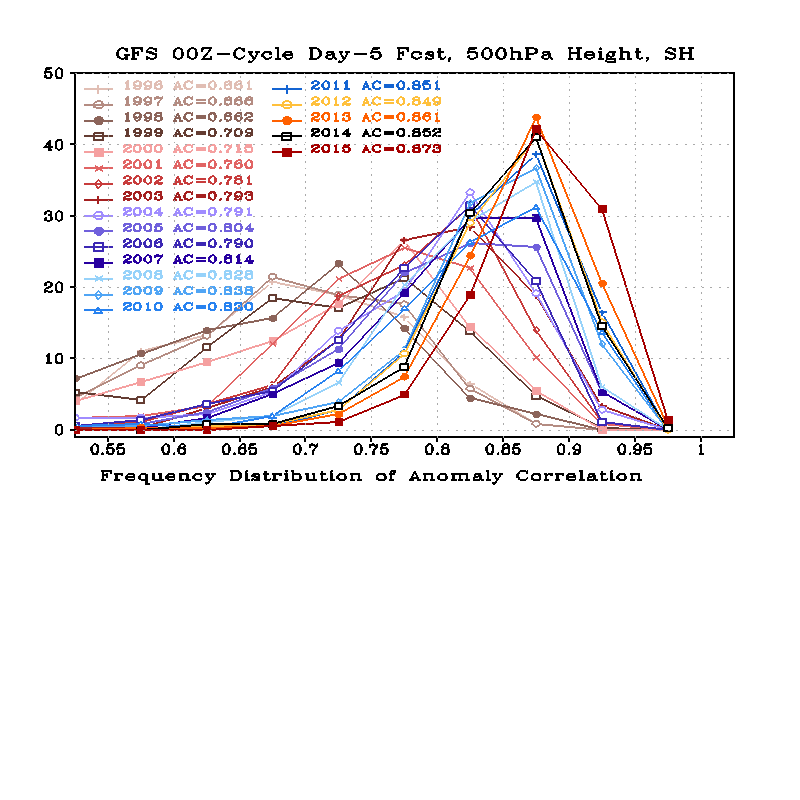 GFS 00Z-Cycle Day-5 Fcst, 500hPa Height, SH
50
40
30
20
10
0
1996 AC=0.661
1997 AC=0.666
1998 AC=0.662
1999 AC=0.709
2000 AC=0.715
2001 AC=0.760
2002 AC=0.781
2003 AC=0.793
2004 AC=0.791
2005 AC=0.804
2006 AC=0.790
2007 AC=0.814
2008 AC=0.828
2009 AC=0.838
2010 AC=0.830
2011 AC=0.851
2012 AC=0.849
2013 AC=0.861
2014 AC=0.852
2015 AC=0.873
0.55 0.6 0.65 0.7 0.75 0.8 0.85 0.9 0.95 1
Frequency Distribution of Anomaly Correlation